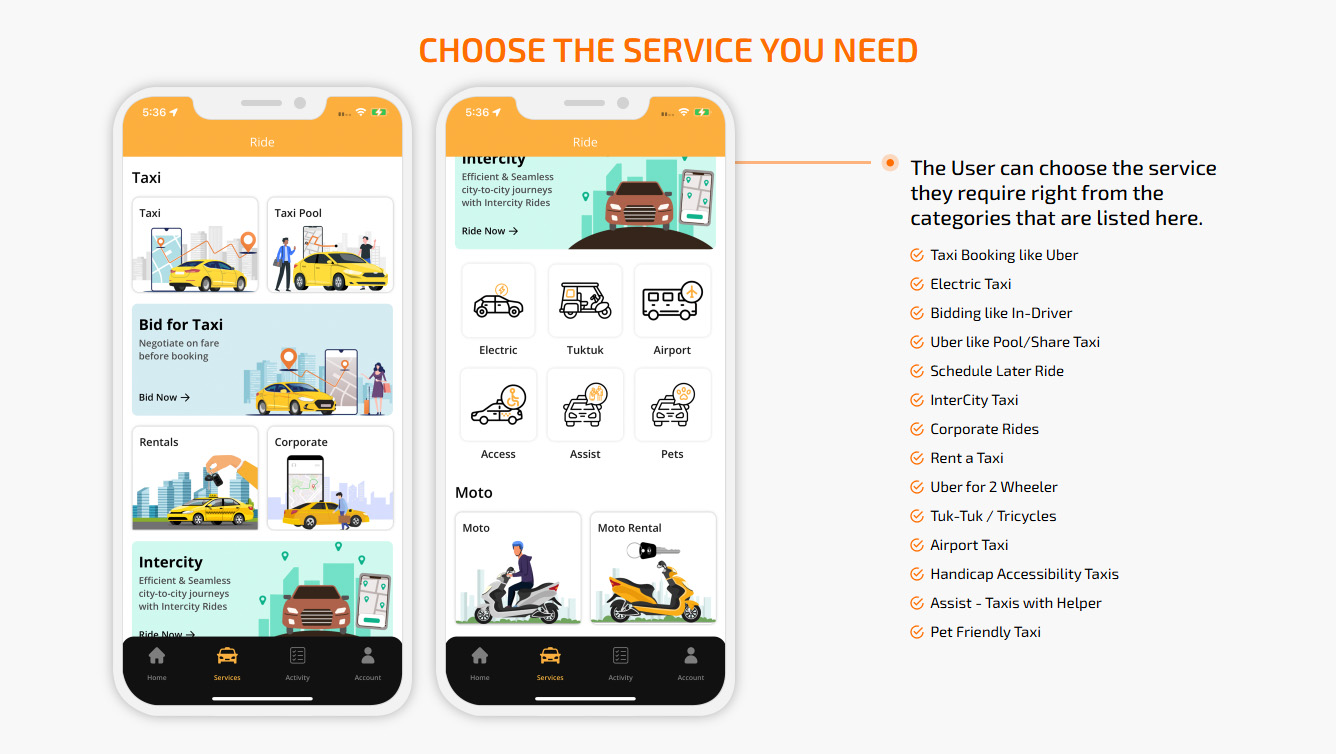 CHOOSE THE SERVICE YOU NEED
5:36
Ride
Taxi
Taxi
Taxi Pool
Bid for Taxi
Negotiate on fare
before booking
Bid Now →
Rentals
Corporate
Intercity
Efficient & Seamless
city-to-city journeys
with Intercity Rides
Ride Now →
Home
Services
Activity
Account
5:36
Ride
Intercity
Efficient & Seamless
city-to-city journeys
with Intercity Rides
Ride Now →
Electric
Tuktuk
Airport
Access
Assist
Pets
Moto
Moto
Moto Rental
Home
Services
Activity
Account
The User can choose the service
they require right from the
categories that are listed here.
Taxi Booking like Uber
Electric Taxi
Bidding like In-Driver
Uber like Pool/Share Taxi
Schedule Later Ride
InterCity Taxi
Corporate Rides
Rent a Taxi
Uber for 2 Wheeler
Tuk-Tuk / Tricycles
Airport Taxi
Handicap Accessibility Taxis
Assist - Taxis with Helper
Pet Friendly Taxi